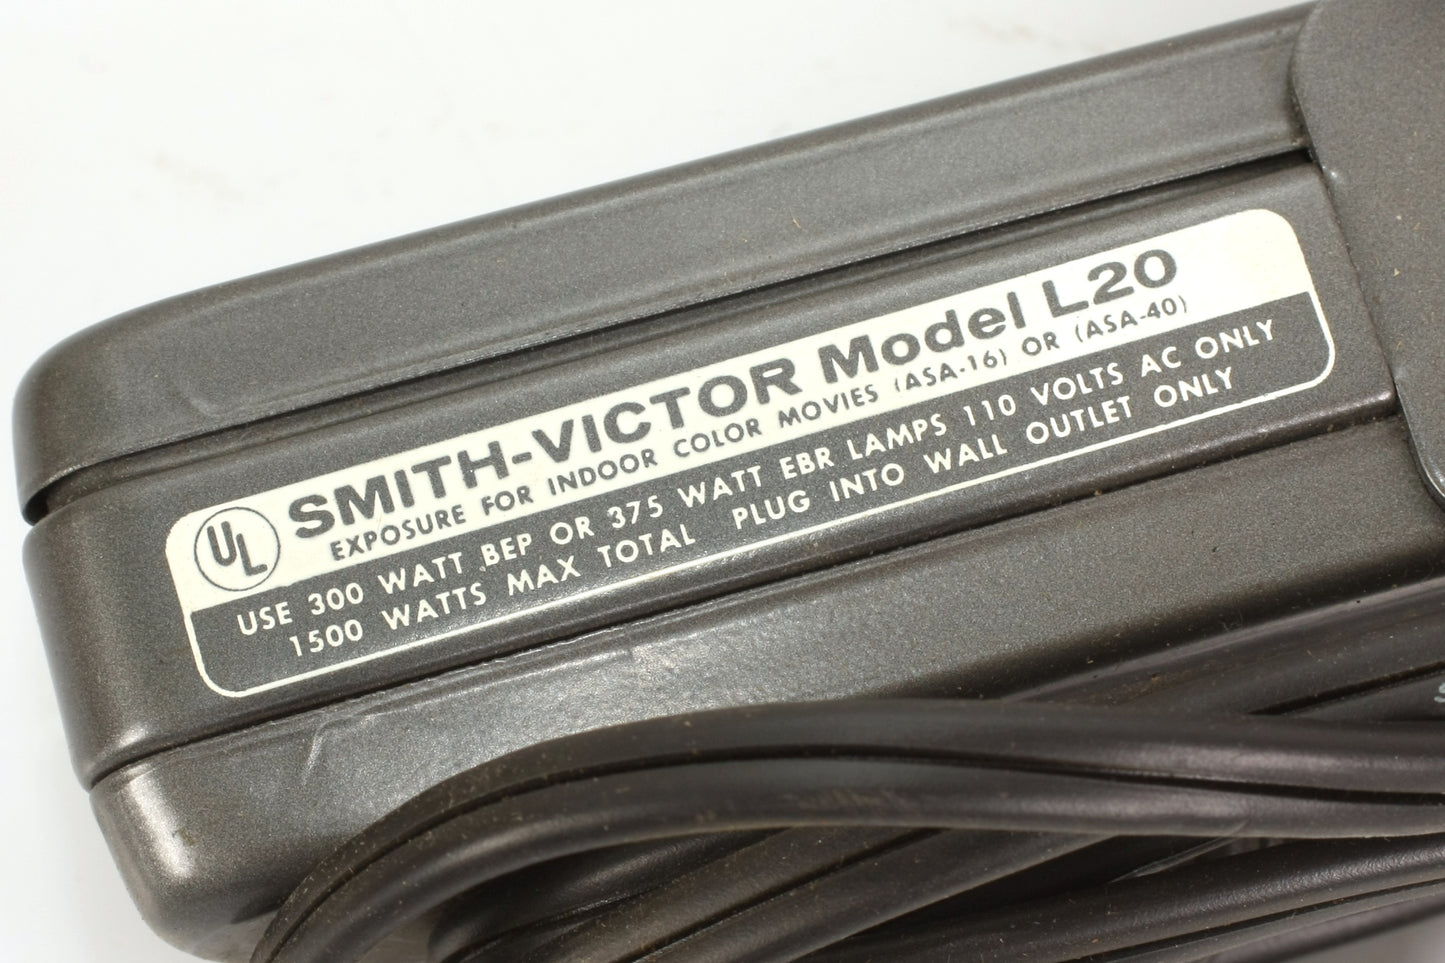 UL SMITH-VICTOR Model L20
EXPOSURE FOR INDOOR COLOR MOVIES (ASA-16) OR (ASA-40)
USE 300 WATT BEP OR 375 WATT EBR LAMPS 110 VOLTS AC ONLY
1500 WATTS MAX TOTAL PLUG INTO WALL OUTLET ONLY